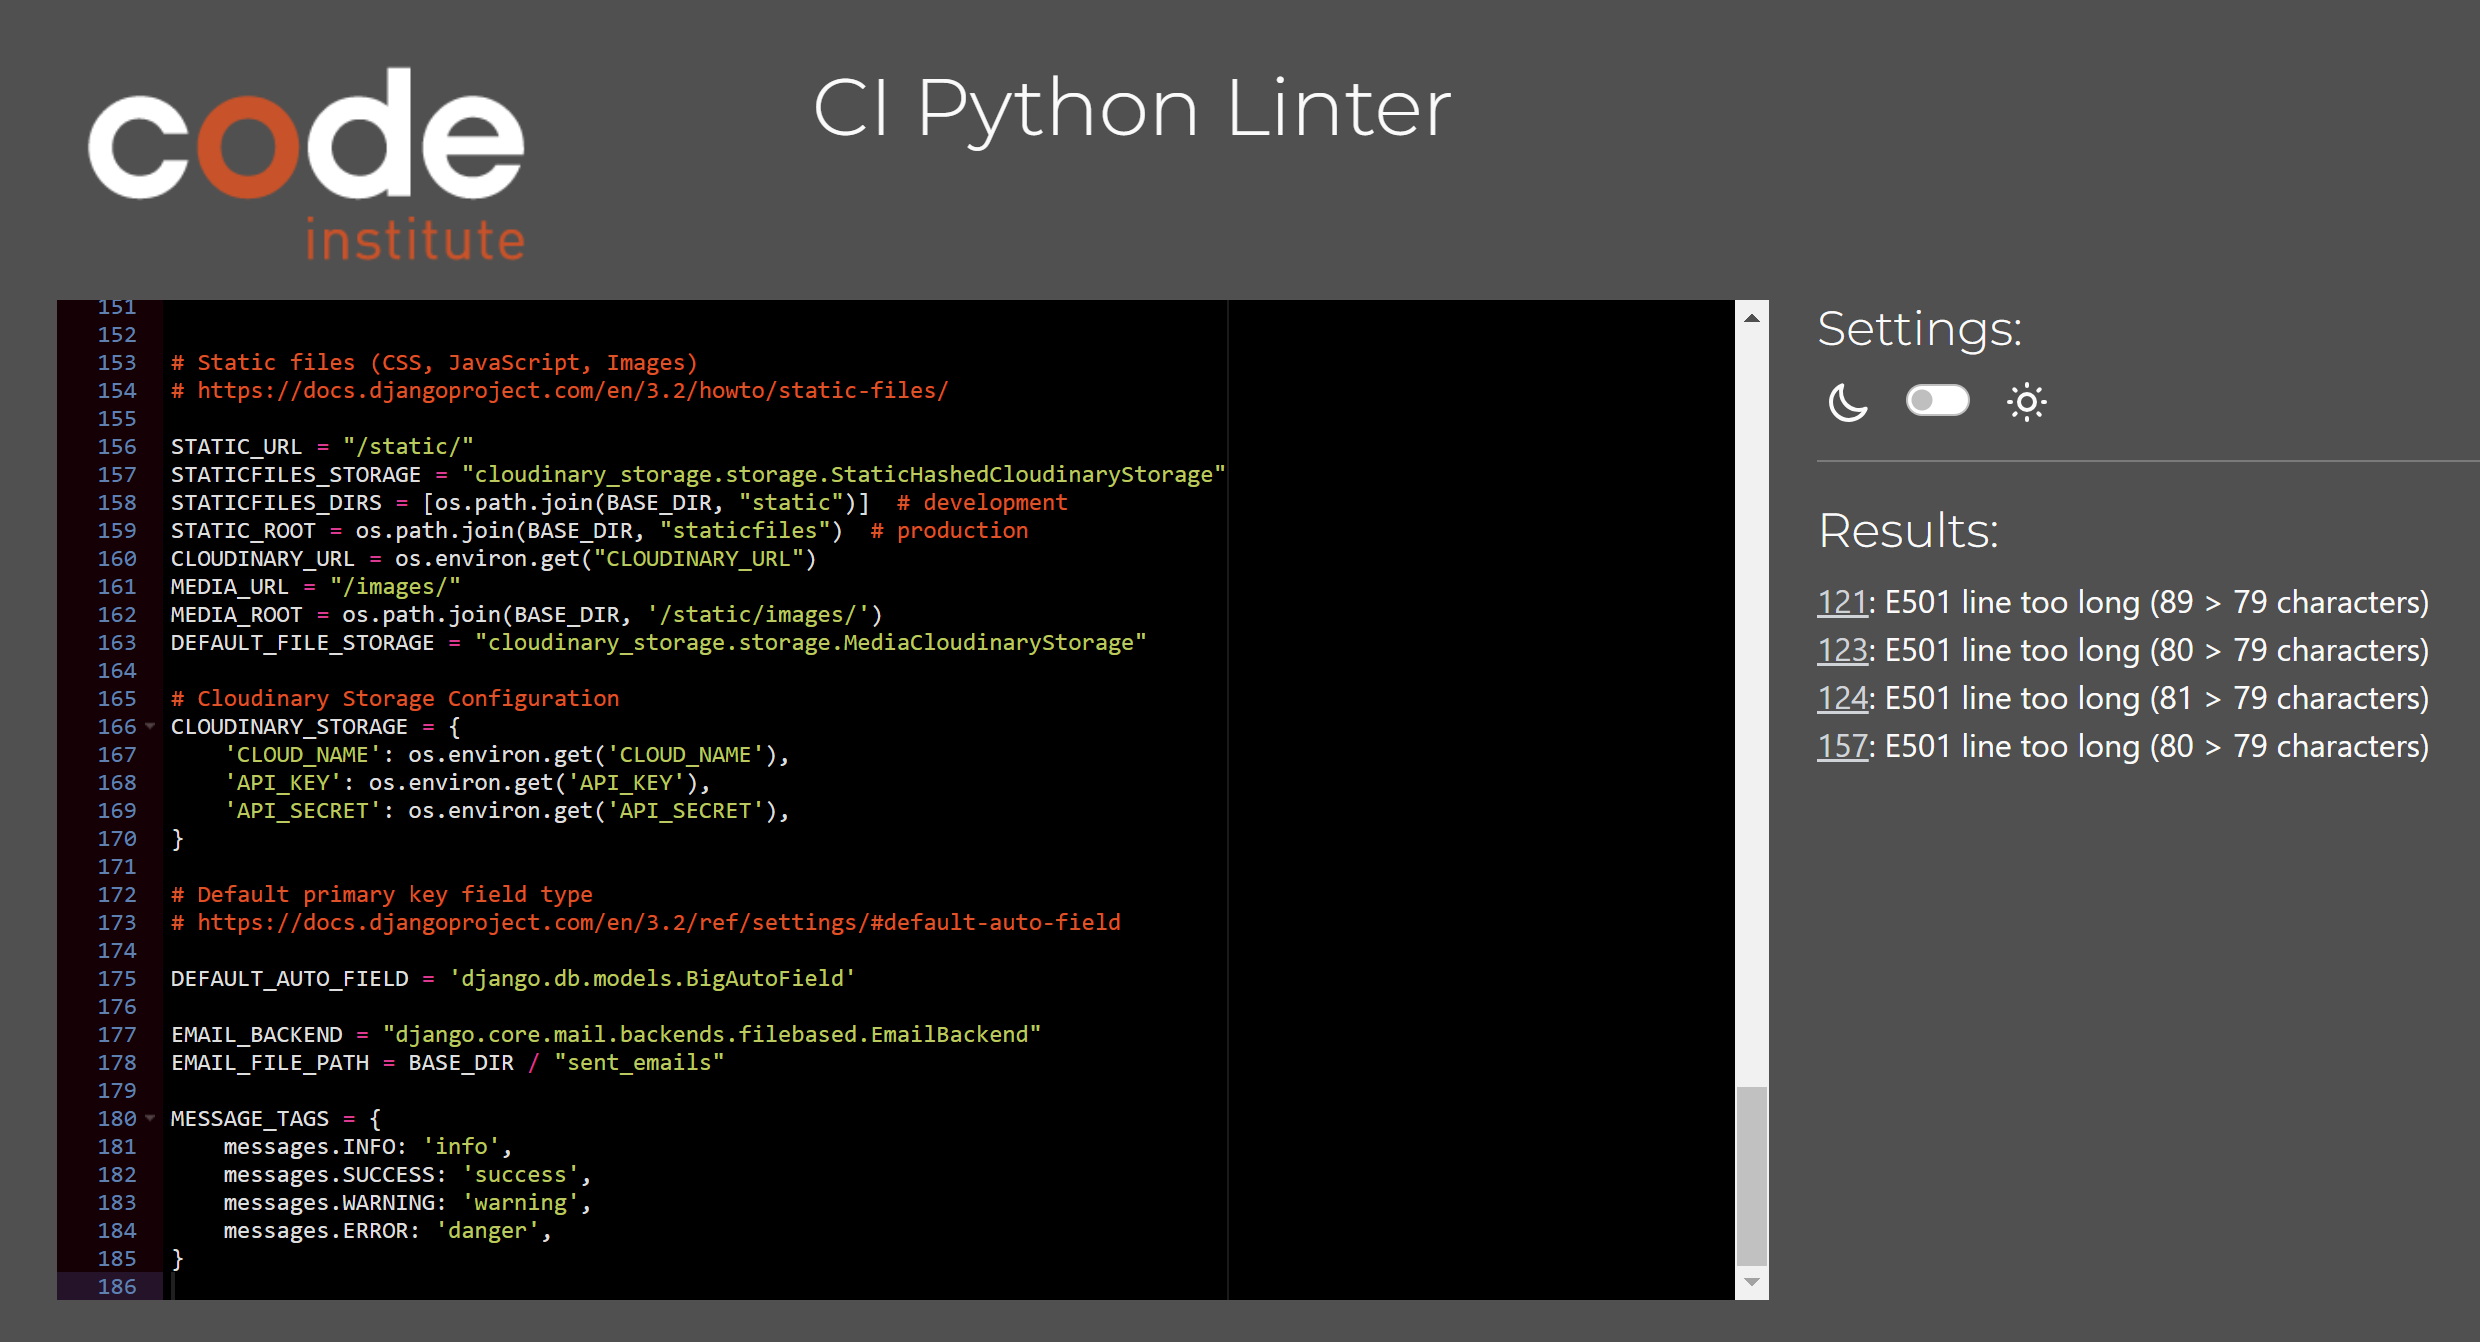 code
institute
CI Python Linter
151
152
153 # Static files (CSS, JavaScript, Images)
154 # https://docs.djangoproject.com/en/3.2/howto/static-files/
155
156 STATIC_URL = "/static/"
157 STATICFILES_STORAGE = "cloudinary_storage.storage.StaticHashedCloudinaryStorage"
158 STATICFILES_DIRS = [os.path.join(BASE_DIR, "static")]  # development
159 STATIC_ROOT = os.path.join(BASE_DIR, "staticfiles")  # production
160 CLOUDINARY_URL = os.environ.get("CLOUDINARY_URL")
161 MEDIA_URL = "/images/"
162 MEDIA_ROOT = os.path.join(BASE_DIR, '/static/images/')
163 DEFAULT_FILE_STORAGE = "cloudinary_storage.storage.MediaCloudinaryStorage"
164
165 # Cloudinary Storage Configuration
166 CLOUDINARY_STORAGE = {
167     'CLOUD_NAME': os.environ.get('CLOUD_NAME'),
168     'API_KEY': os.environ.get('API_KEY'),
169     'API_SECRET': os.environ.get('API_SECRET'),
170 }
171
172 # Default primary key field type
173 # https://docs.djangoproject.com/en/3.2/ref/settings/#default-auto-field
174
175 DEFAULT_AUTO_FIELD = 'django.db.models.BigAutoField'
176
177 EMAIL_BACKEND = "django.core.mail.backends.filebased.EmailBackend"
178 EMAIL_FILE_PATH = BASE_DIR / "sent_emails"
179
180 MESSAGE_TAGS = {
181     messages.INFO: 'info',
182     messages.SUCCESS: 'success',
183     messages.WARNING: 'warning',
184     messages.ERROR: 'danger',
185 }
186
Settings:
Results:
121: E501 line too long (89 > 79 characters)
123: E501 line too long (80 > 79 characters)
124: E501 line too long (81 > 79 characters)
157: E501 line too long (80 > 79 characters)